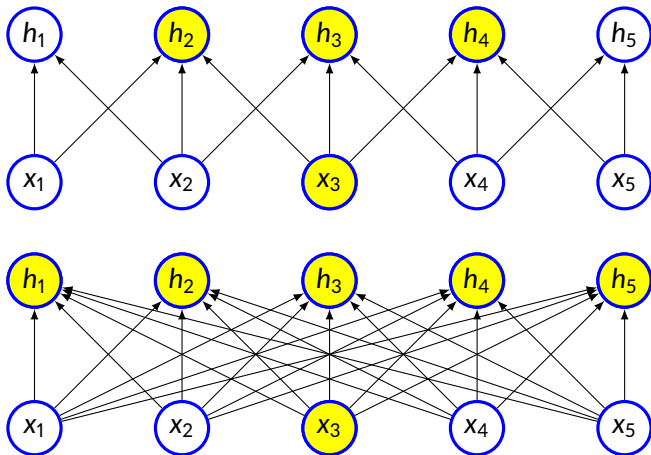 h₁ h₂ h₃ h₄ h₅
x₁ x₂ x₃ x₄ x₅
h₁ h₂ h₃ h₄ h₅
x₁ x₂ x₃ x₄ x₅